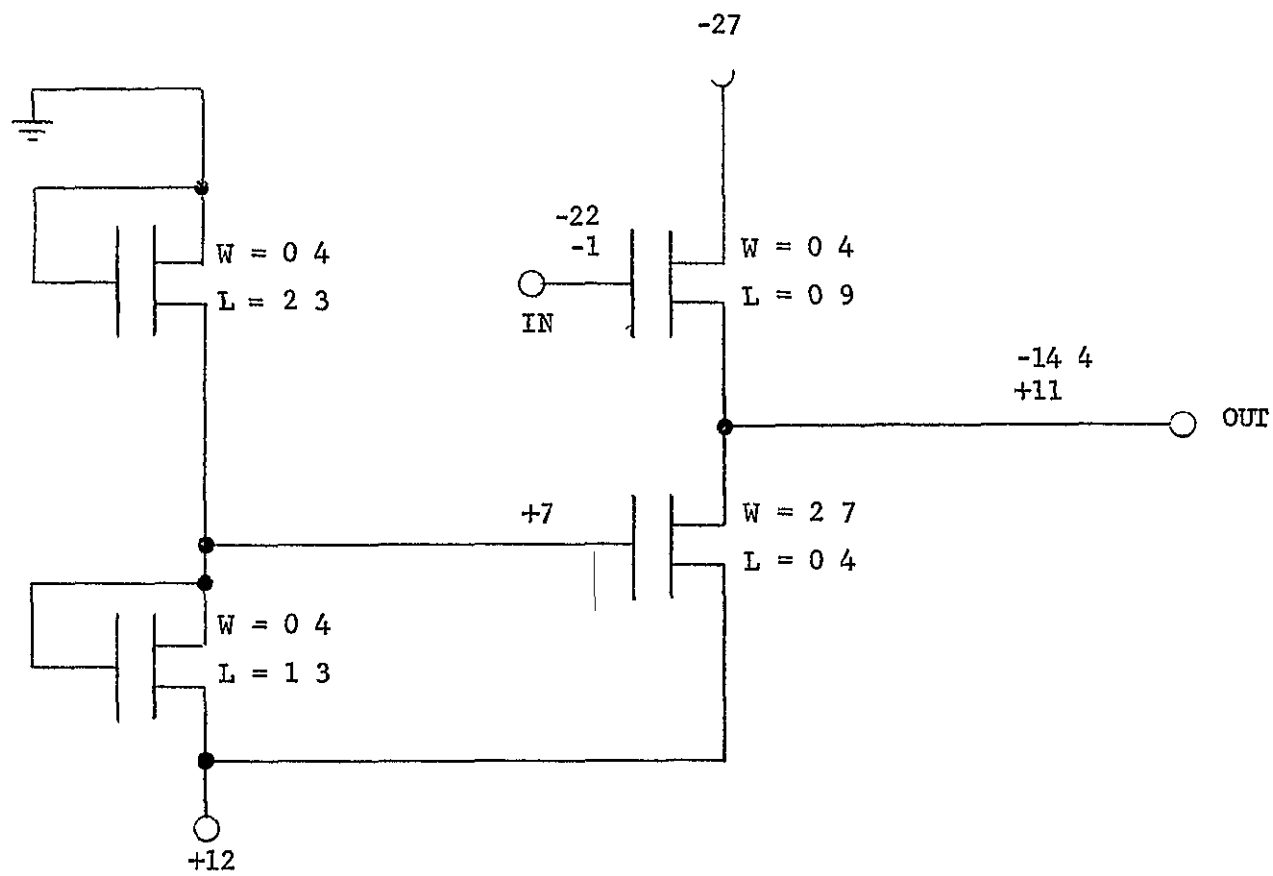 -27
W = 0 4
L = 2 3
-22
-1
IN
W = 0 4
L = 0 9
-14 4
+11
OUT
+7
W = 2 7
L = 0 4
W = 0 4
L = 1 3
+12